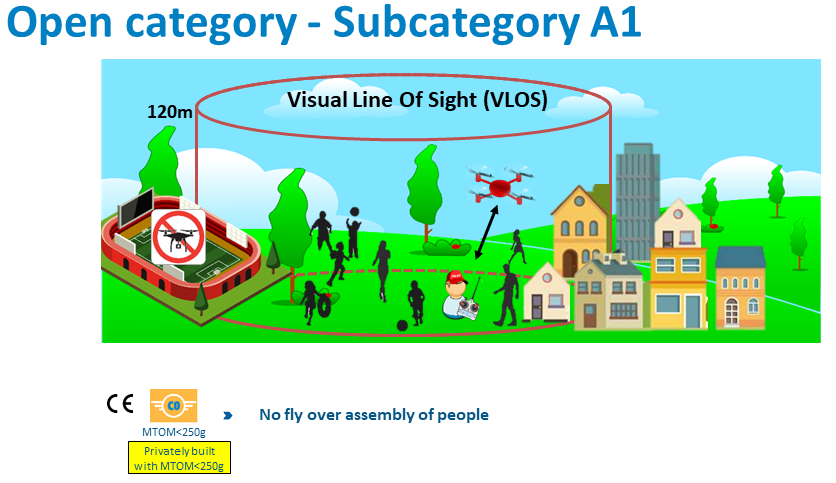 Open category - Subcategory A1
Visual Line Of Sight (VLOS)
120m
CE
C0
No fly over assembly of people
MTOM<250g
Privately built
with MTOM<250g